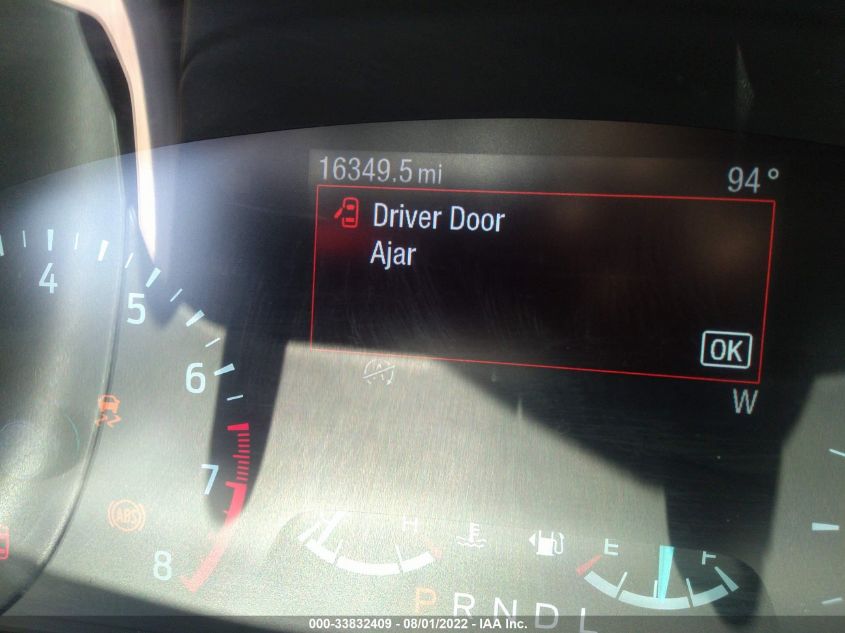 16349.5 mi 94°
Driver Door
Ajar
OK
W
4
5
6
7
8
ABS
H
E F
P R N D L
000-33832409 - 08/01/2022 - IAA Inc.